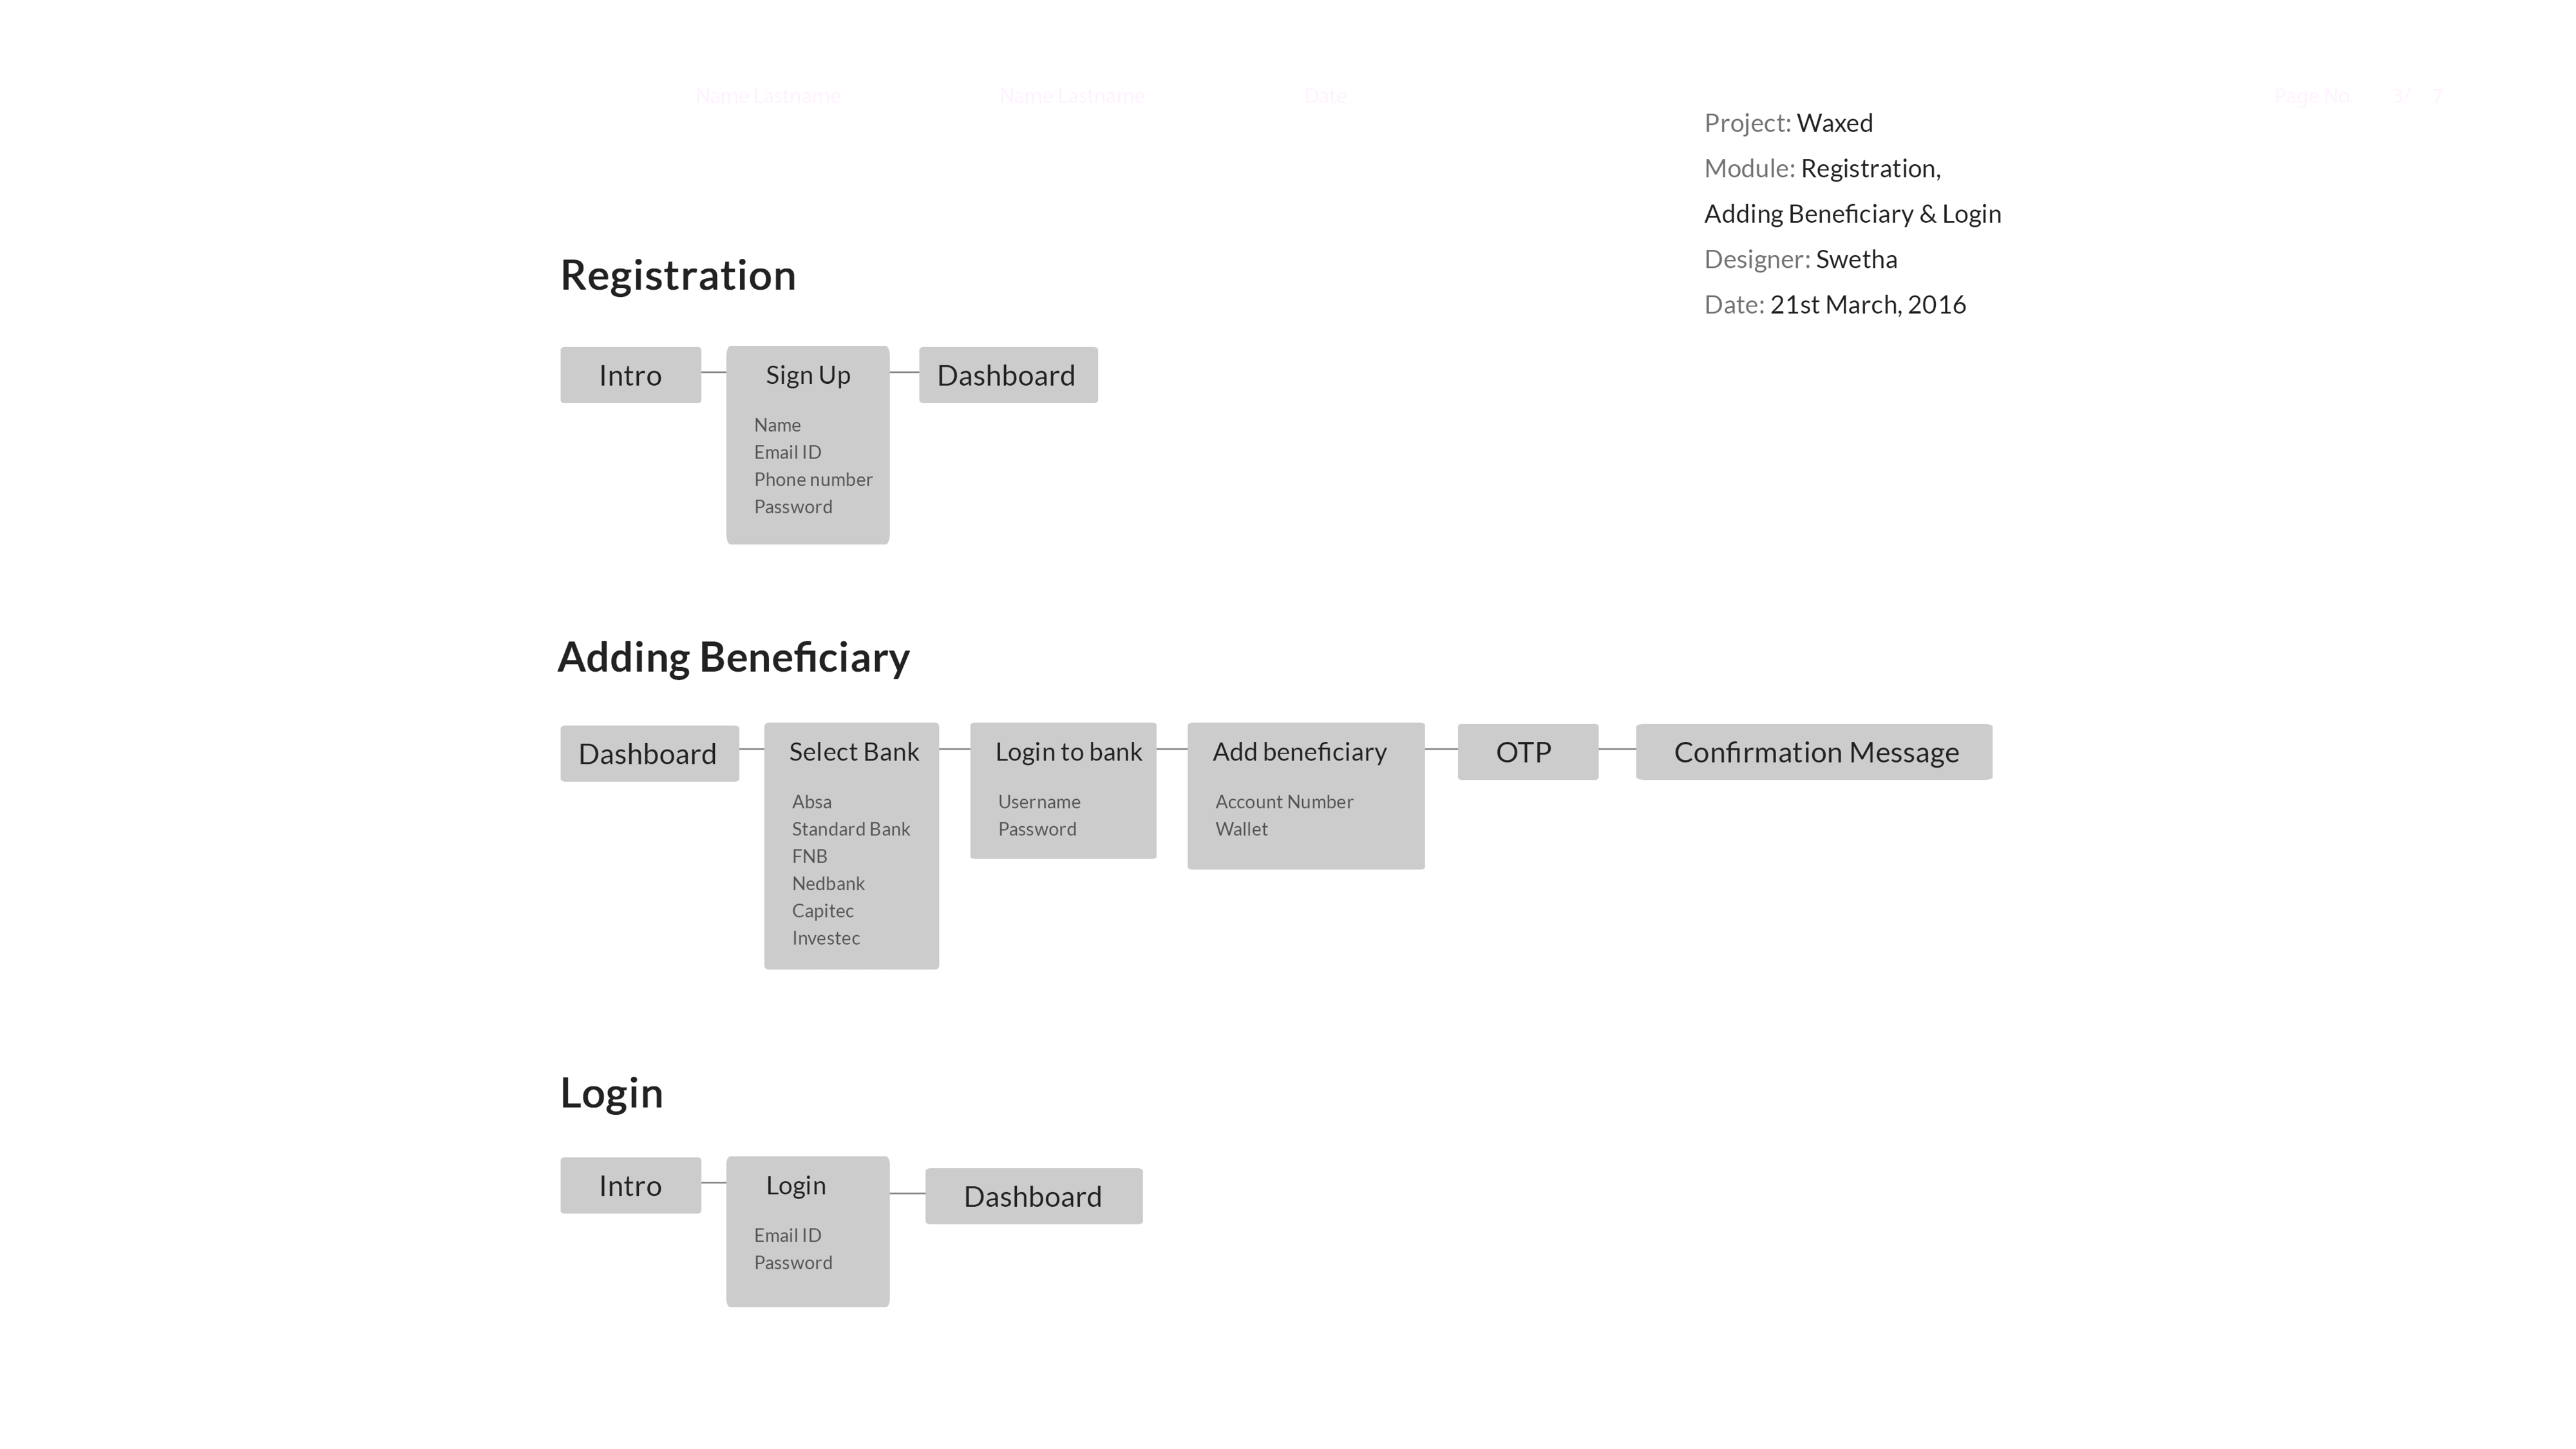 Name Lastname Name Lastname Date Page No. 3/ 7
Project: Waxed
Module: Registration,
Adding Beneficiary & Login
Designer: Swetha
Date: 21st March, 2016
Registration
Intro
Sign Up
Name
Email ID
Phone number
Password
Dashboard
Adding Beneficiary
Dashboard
Select Bank
Absa
Standard Bank
FNB
Nedbank
Capitec
Investec
Login to bank
Username
Password
Add beneficiary
Account Number
Wallet
OTP
Confirmation Message
Login
Intro
Login
Email ID
Password
Dashboard